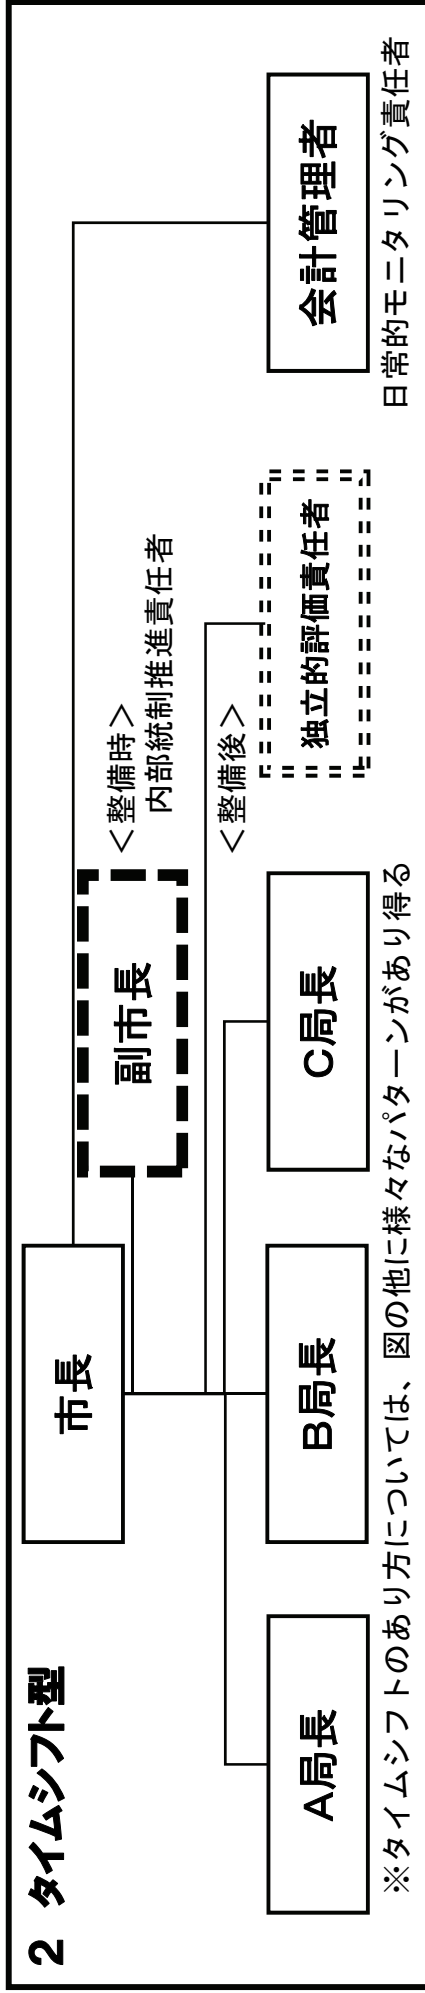 2 タイムシフト型
市長
副市長
＜整備時＞
内部統制推進責任者
＜整備後＞
A局長
B局長
C局長
独立的評価責任者
会計管理者
日常的モニタリング責任者
※タイムシフトのあり方については、図の他に様々なパターンがあり得る